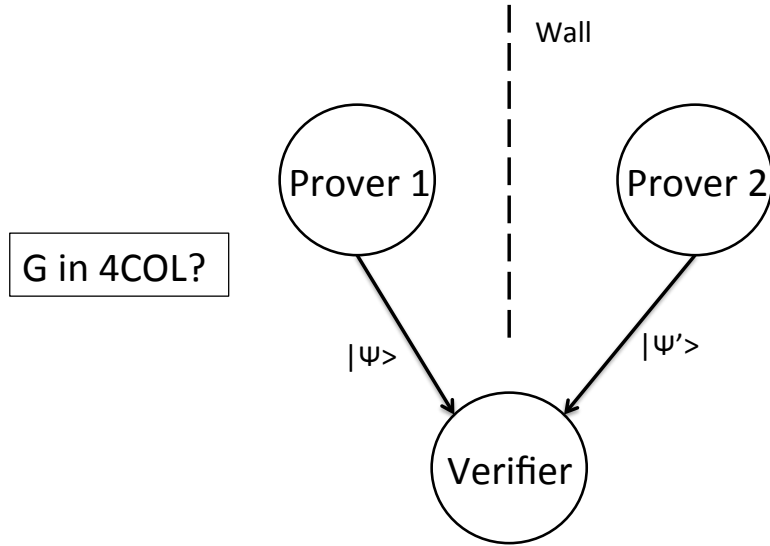 Wall
Prover 1
Prover 2
G in 4COL?
|Ψ>
|Ψ’>
Verifier